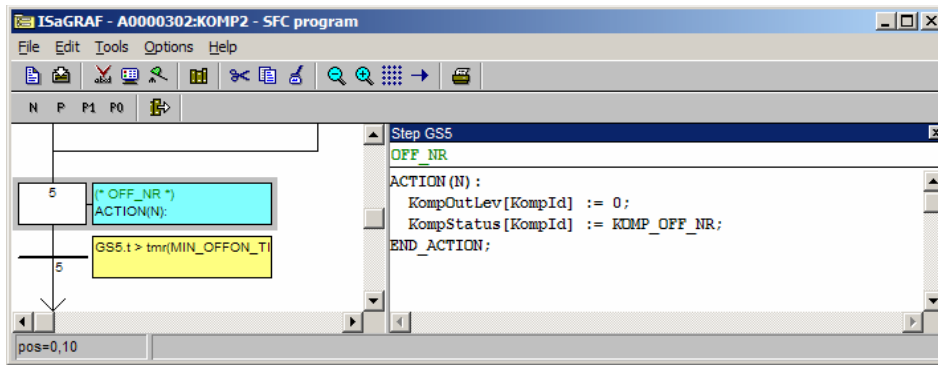 ISaGRAF - A0000302:KOMP2 - SFC program
File Edit Tools Options Help
N P P1 P0
Step GS5
OFF_NR
5
(* OFF_NR *)
ACTION(N):
GS5.t > tmr(MIN_OFFON_TI
5
ACTION(N):
KompOutLev[KompId] := 0;
KompStatus[KompId] := KOMP_OFF_NR;
END_ACTION;
pos=0,10